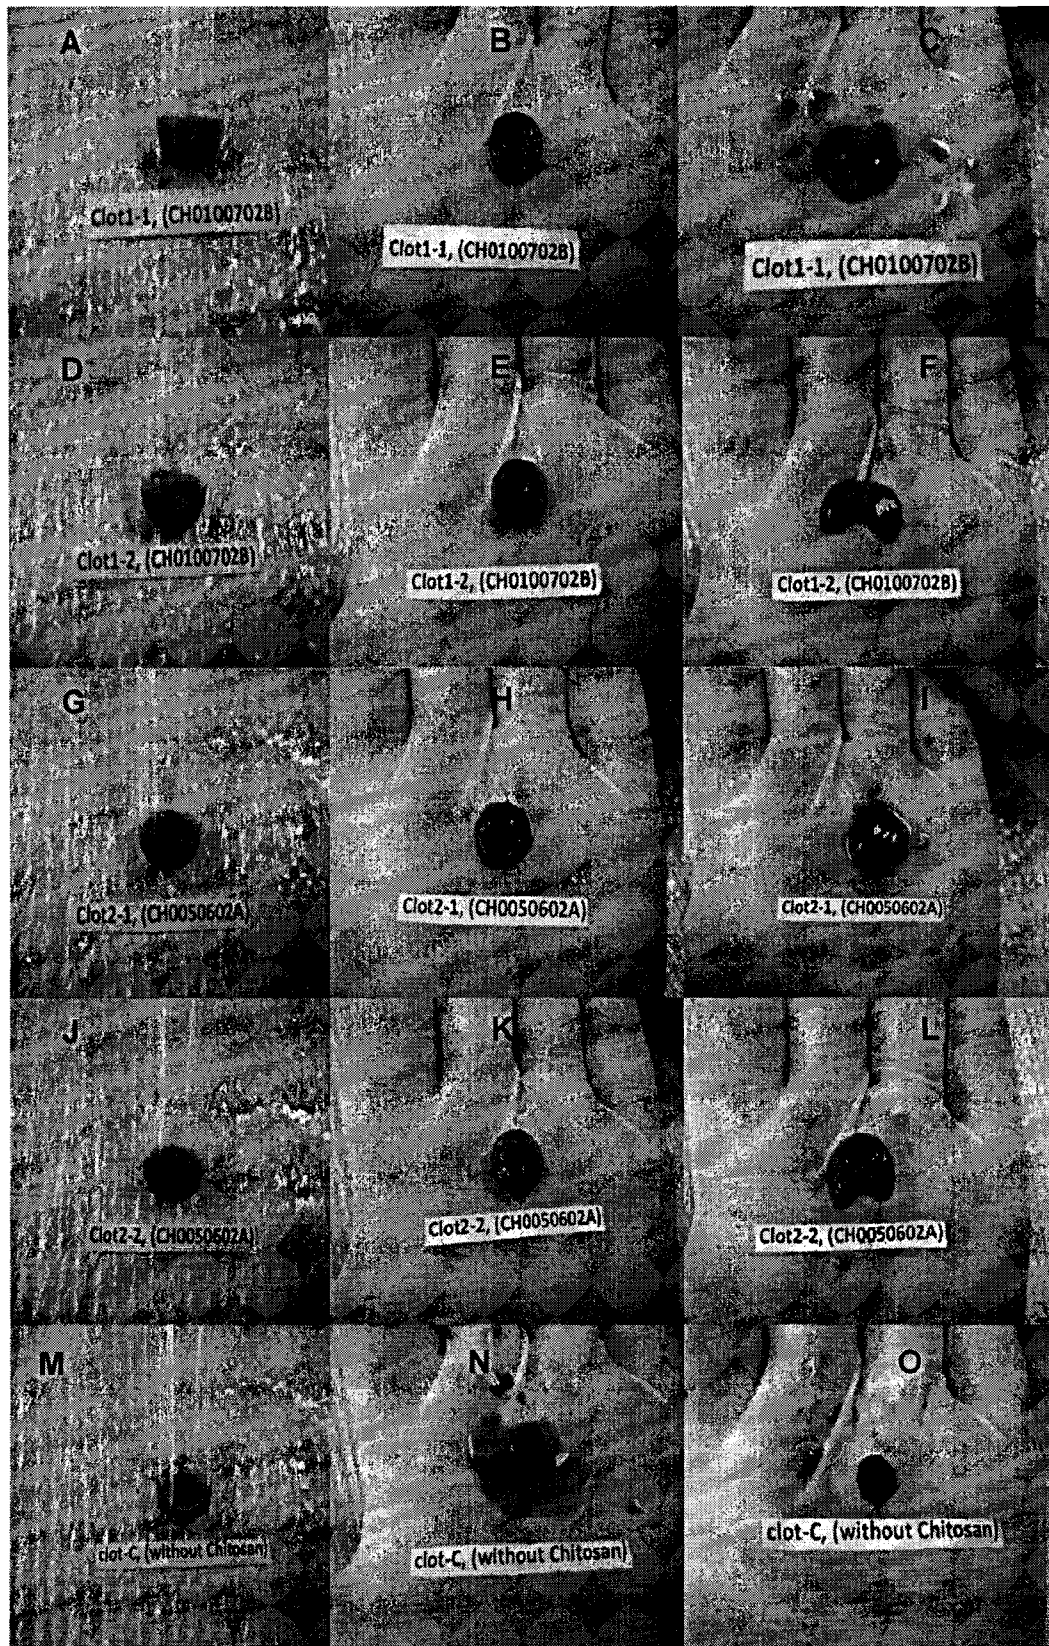 A
B
C
Clot1-1, (CH0100702B)
Clot1-1, (CH0100702B)
Clot1-1, (CH0100702B)
D
E
F
Clot1-2, (CH0100702B)
Clot1-2, (CH0100702B)
Clot1-2, (CH0100702B)
G
H
I
Clot2-1, (CH0050602A)
Clot2-1, (CH0050602A)
Clot2-1, (CH0050602A)
J
K
L
Clot2-2, (CH0050602A)
Clot2-2, (CH0050602A)
Clot2-2, (CH0050602A)
M
N
O
clot-C, (without Chitosan)
clot-C, (without Chitosan)
clot-C, (without Chitosan)